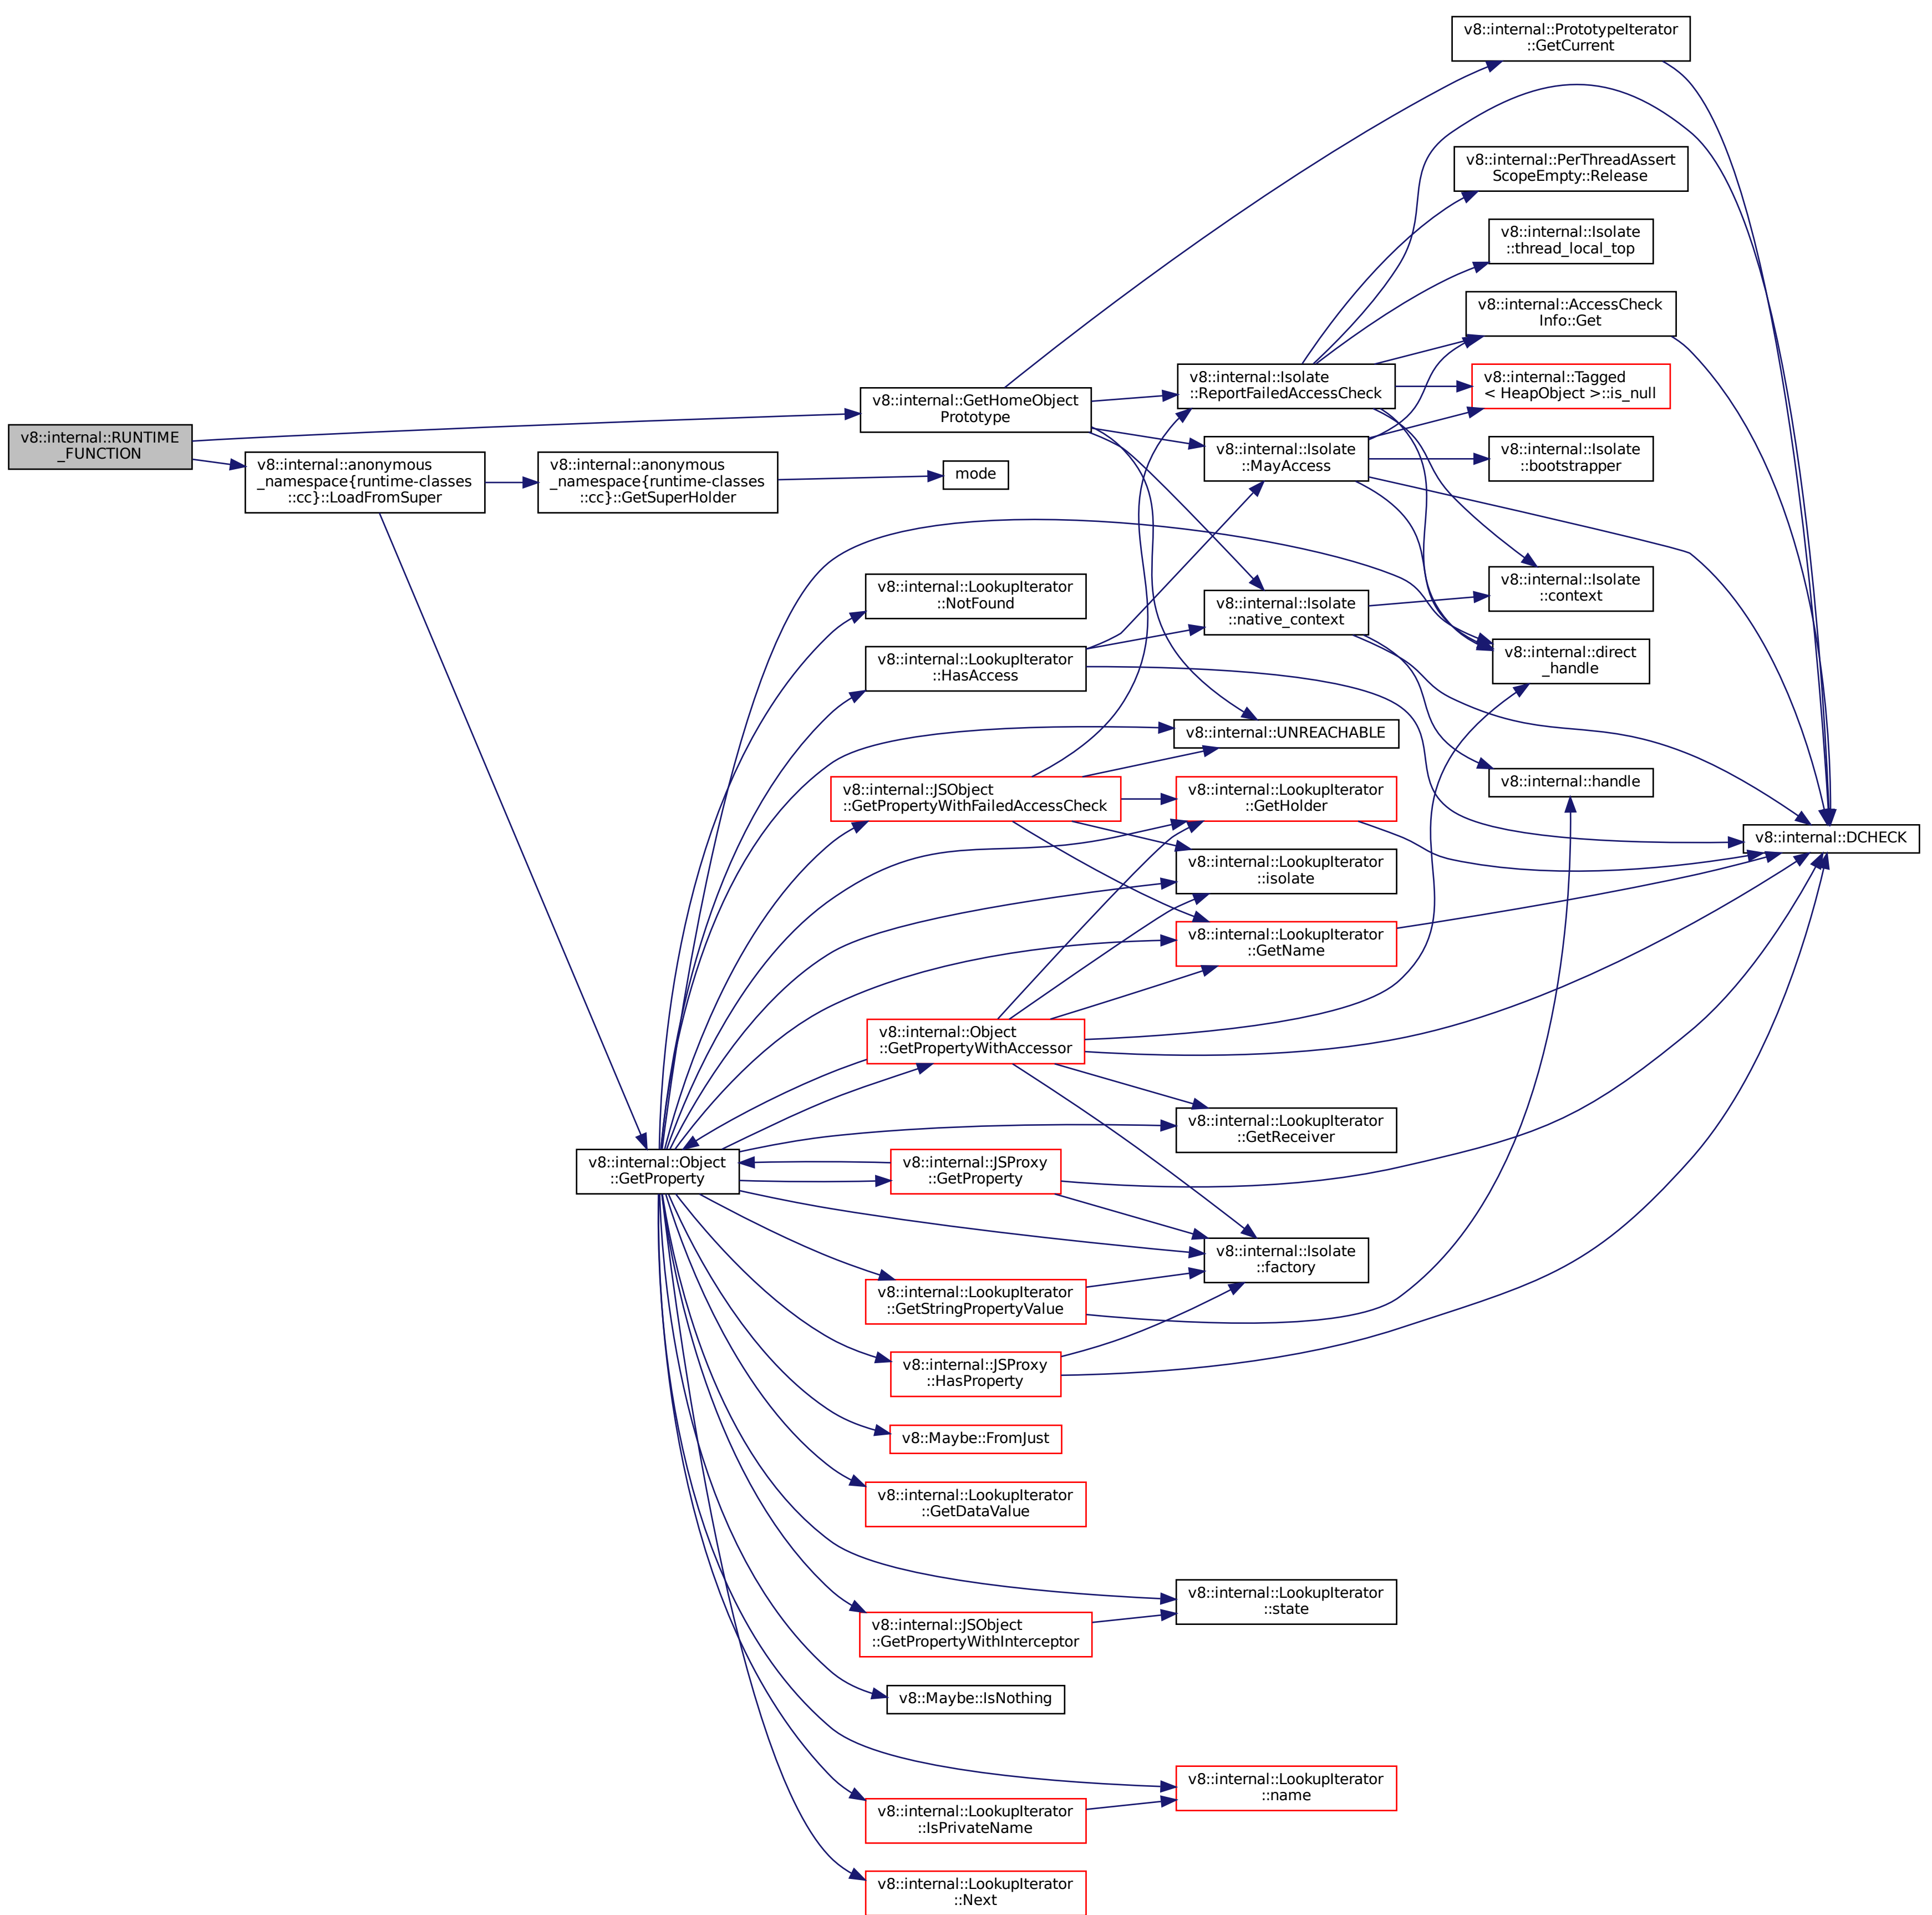 v8::internal::PrototypeIterator
::GetCurrent
v8::internal::PerThreadAssert
ScopeEmpty::Release
v8::internal::Isolate
::thread_local_top
v8::internal::AccessCheck
Info::Get
v8::internal::Isolate
::ReportFailedAccessCheck
v8::internal::Tagged
< HeapObject >::is_null
v8::internal::GetHomeObject
Prototype
v8::internal::RUNTIME
_FUNCTION
v8::internal::Isolate
::MayAccess
v8::internal::Isolate
::bootstrapper
v8::internal::anonymous
_namespace{runtime-classes
::cc}::LoadFromSuper
v8::internal::anonymous
_namespace{runtime-classes
::cc}::GetSuperHolder
mode
v8::internal::LookupIterator
::NotFound
v8::internal::Isolate
::native_context
v8::internal::Isolate
::context
v8::internal::LookupIterator
::HasAccess
v8::internal::direct
_handle
v8::internal::UNREACHABLE
v8::internal::JSObject
::GetPropertyWithFailedAccessCheck
v8::internal::LookupIterator
::GetHolder
v8::internal::handle
v8::internal::DCHECK
v8::internal::LookupIterator
::isolate
v8::internal::LookupIterator
::GetName
v8::internal::Object
::GetPropertyWithAccessor
v8::internal::LookupIterator
::GetReceiver
v8::internal::Object
::GetProperty
v8::internal::JSProxy
::GetProperty
v8::internal::Isolate
::factory
v8::internal::LookupIterator
::GetStringPropertyValue
v8::internal::JSProxy
::HasProperty
v8::Maybe::FromJust
v8::internal::LookupIterator
::GetDataValue
v8::internal::LookupIterator
::state
v8::internal::JSObject
::GetPropertyWithInterceptor
v8::Maybe::IsNothing
v8::internal::LookupIterator
::name
v8::internal::LookupIterator
::IsPrivateName
v8::internal::LookupIterator
::Next